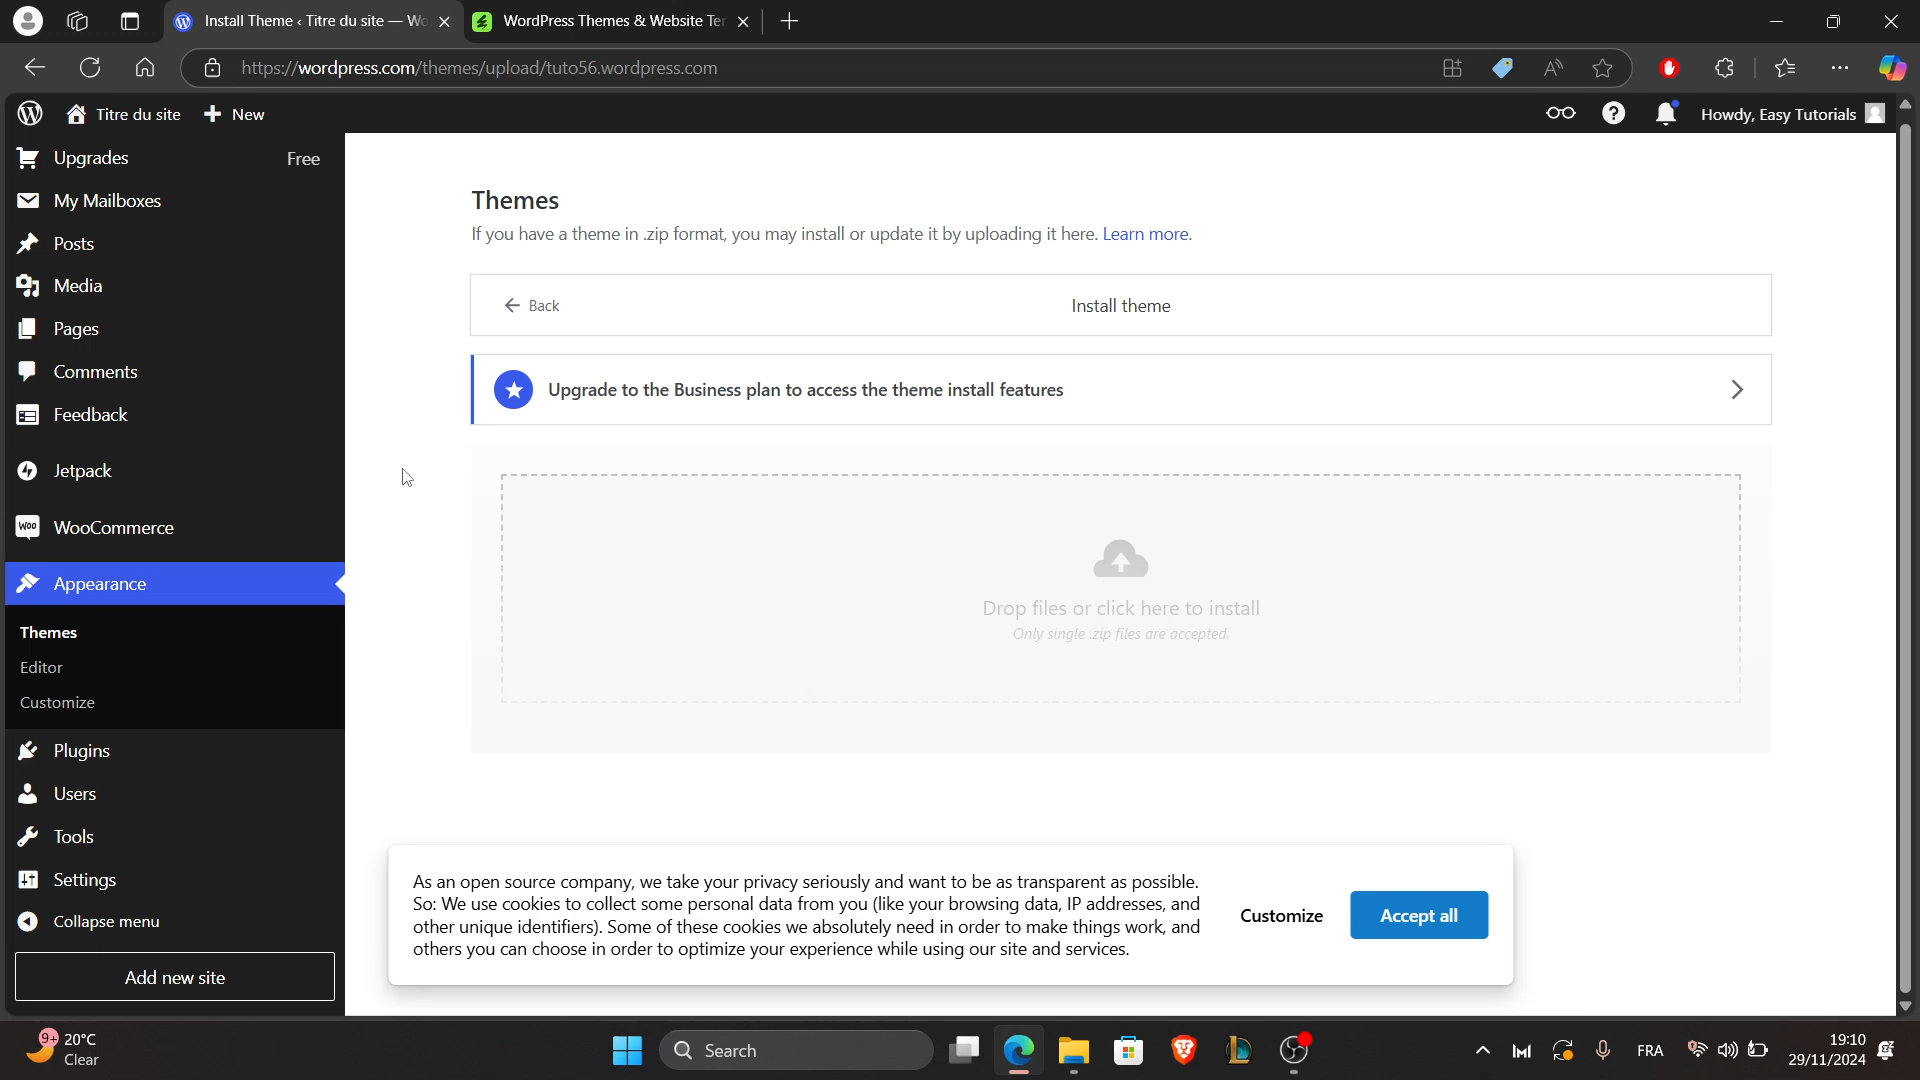 Install Theme ‹ Titre du site — Wo
WordPress Themes & Website Ter
https://wordpress.com/themes/upload/tuto56.wordpress.com
Titre du site
New
Howdy, Easy Tutorials
Upgrades
Free
My Mailboxes
Posts
Media
Pages
Comments
Feedback
Jetpack
WooCommerce
Appearance
Themes
Editor
Customize
Plugins
Users
Tools
Settings
Collapse menu
Add new site
Themes
If you have a theme in .zip format, you may install or update it by uploading it here. Learn more.
Back
Install theme
Upgrade to the Business plan to access the theme install features
Drop files or click here to install
Only single .zip files are accepted.
As an open source company, we take your privacy seriously and want to be as transparent as possible.
So: We use cookies to collect some personal data from you (like your browsing data, IP addresses, and
other unique identifiers). Some of these cookies we absolutely need in order to make things work, and
others you can choose in order to optimize your experience while using our site and services.
Customize
Accept all
9+
20°C
Clear
Search
FRA
19:10
29/11/2024